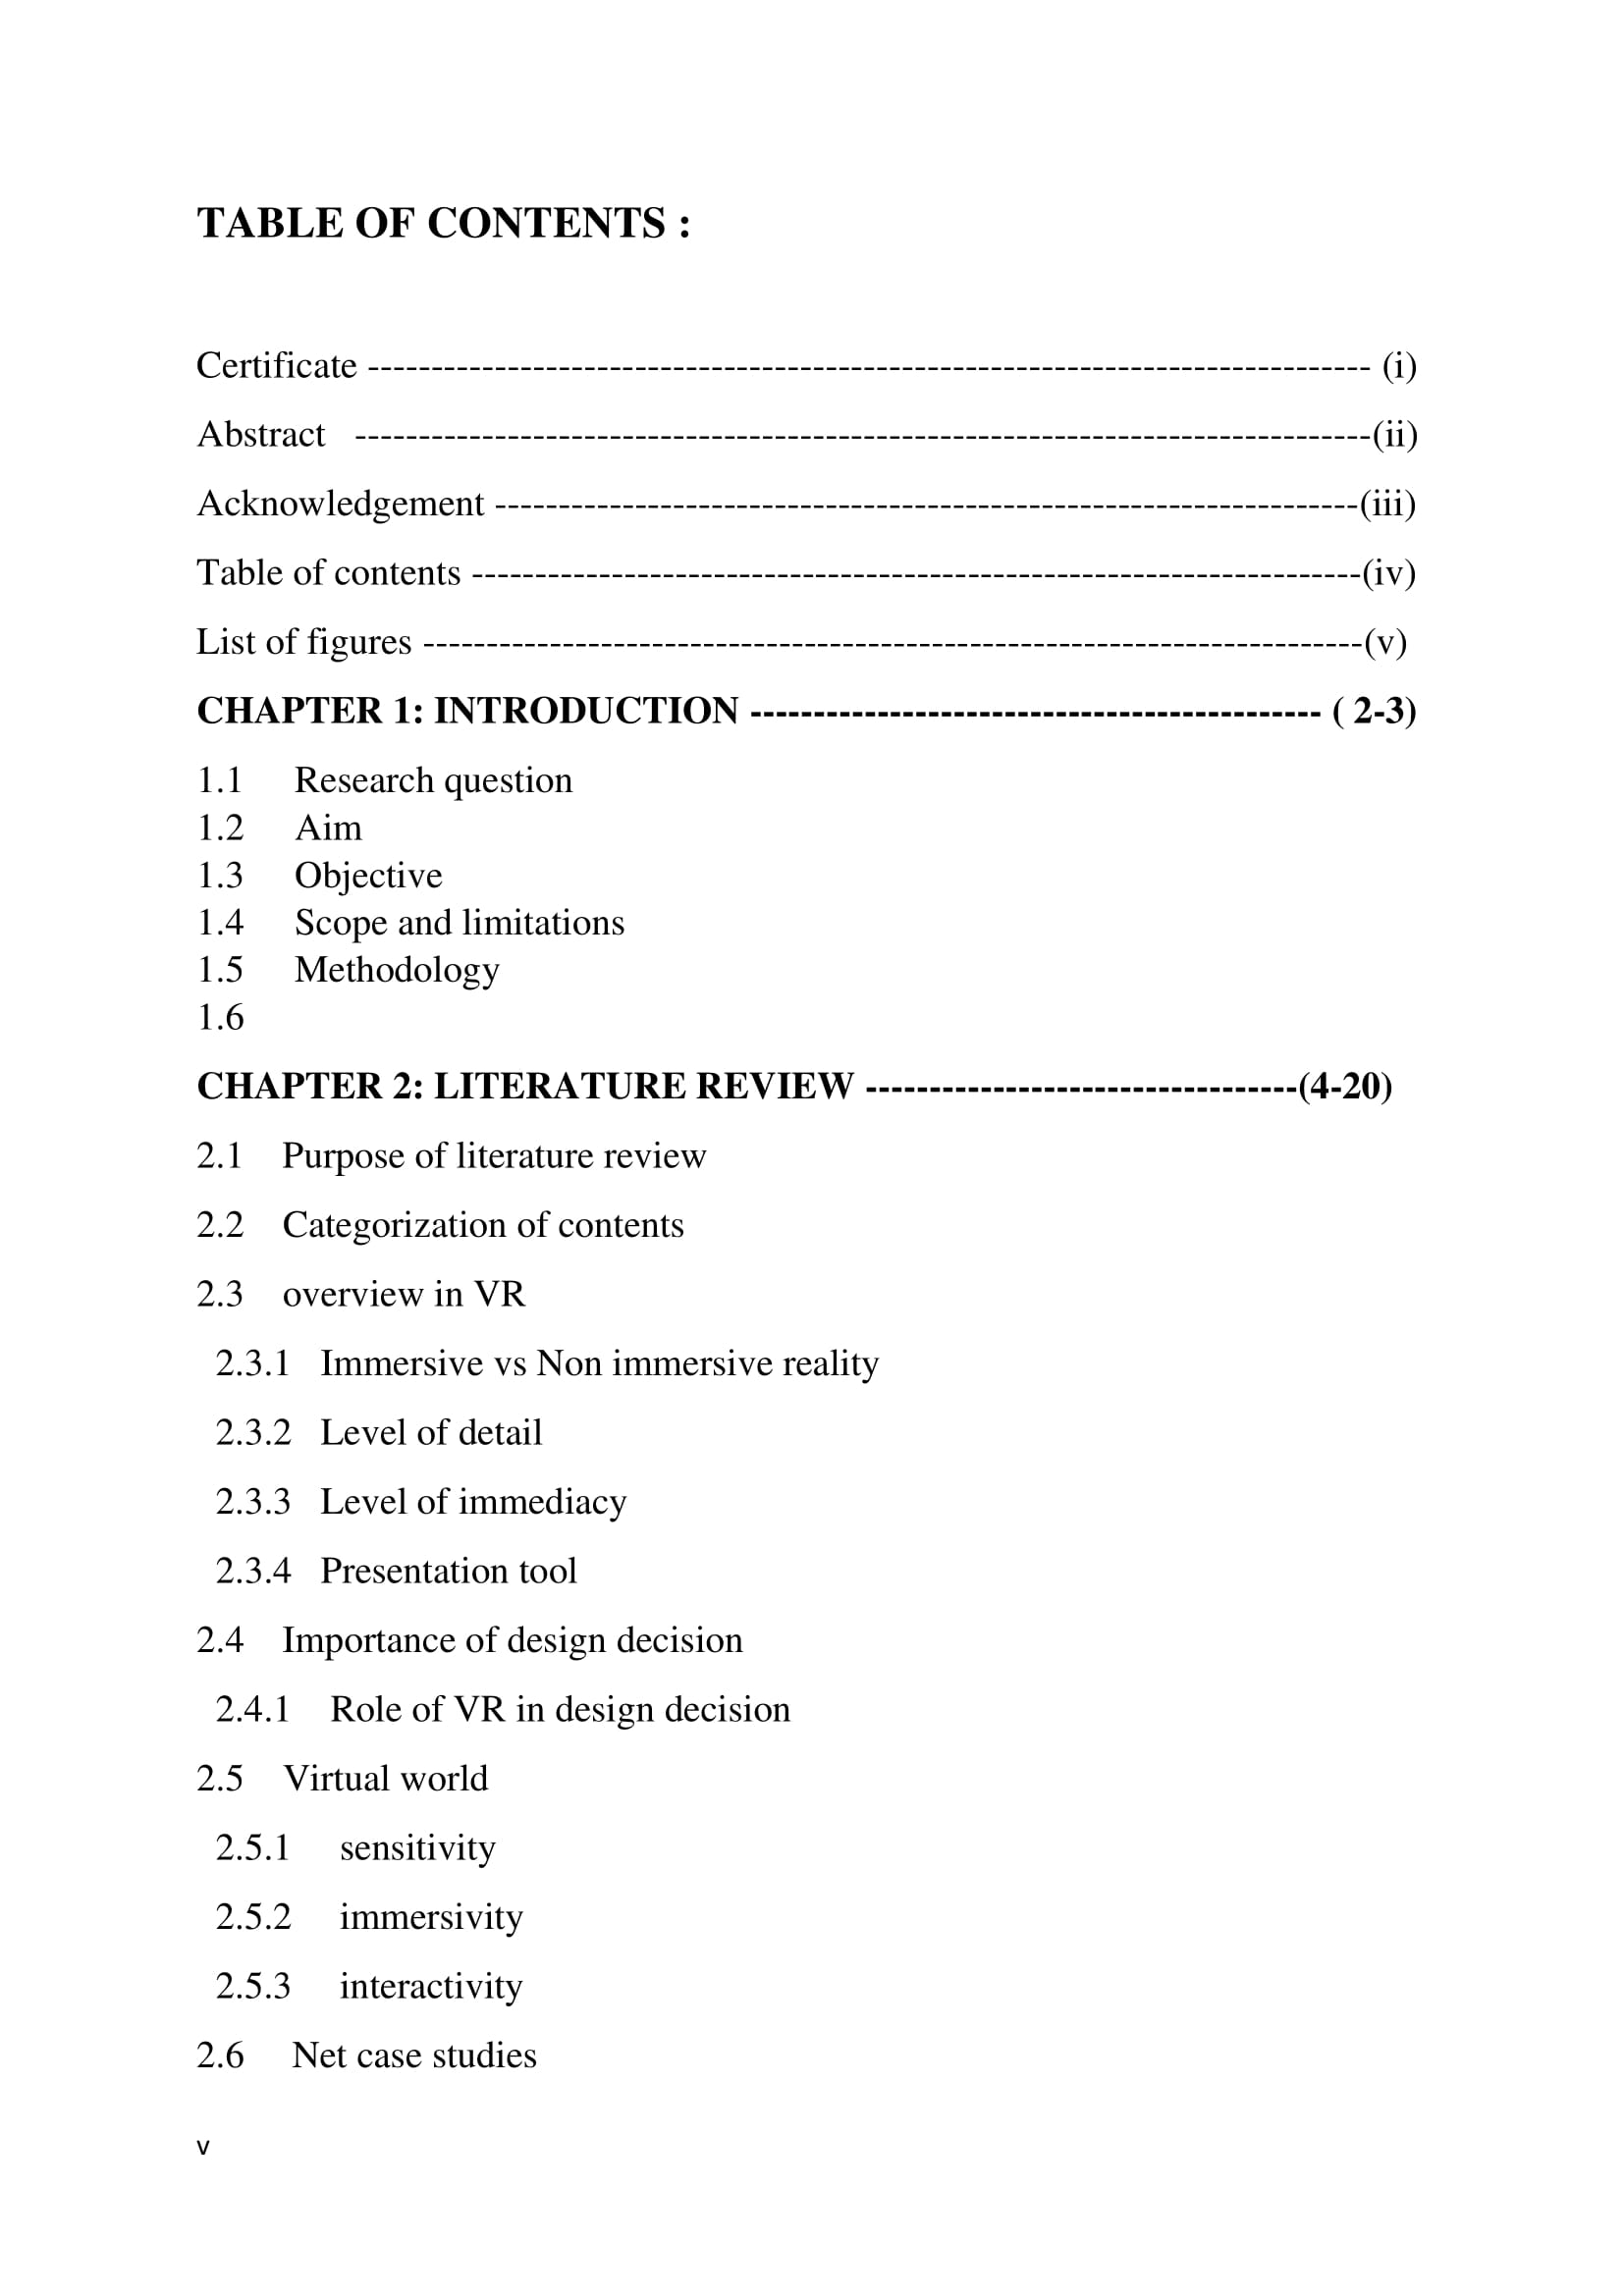 TABLE OF CONTENTS :
Certificate ------------------------------------------------------------------------------- (i)
Abstract --------------------------------------------------------------------------------(ii)
Acknowledgement --------------------------------------------------------------------(iii)
Table of contents ----------------------------------------------------------------------(iv)
List of figures --------------------------------------------------------------------------(v)
CHAPTER 1: INTRODUCTION --------------------------------------------- ( 2-3)
1.1 Research question
1.2 Aim
1.3 Objective
1.4 Scope and limitations
1.5 Methodology
1.6
CHAPTER 2: LITERATURE REVIEW ----------------------------------(4-20)
2.1 Purpose of literature review
2.2 Categorization of contents
2.3 overview in VR
2.3.1 Immersive vs Non immersive reality
2.3.2 Level of detail
2.3.3 Level of immediacy
2.3.4 Presentation tool
2.4 Importance of design decision
2.4.1 Role of VR in design decision
2.5 Virtual world
2.5.1 sensitivity
2.5.2 immersivity
2.5.3 interactivity
2.6 Net case studies
v